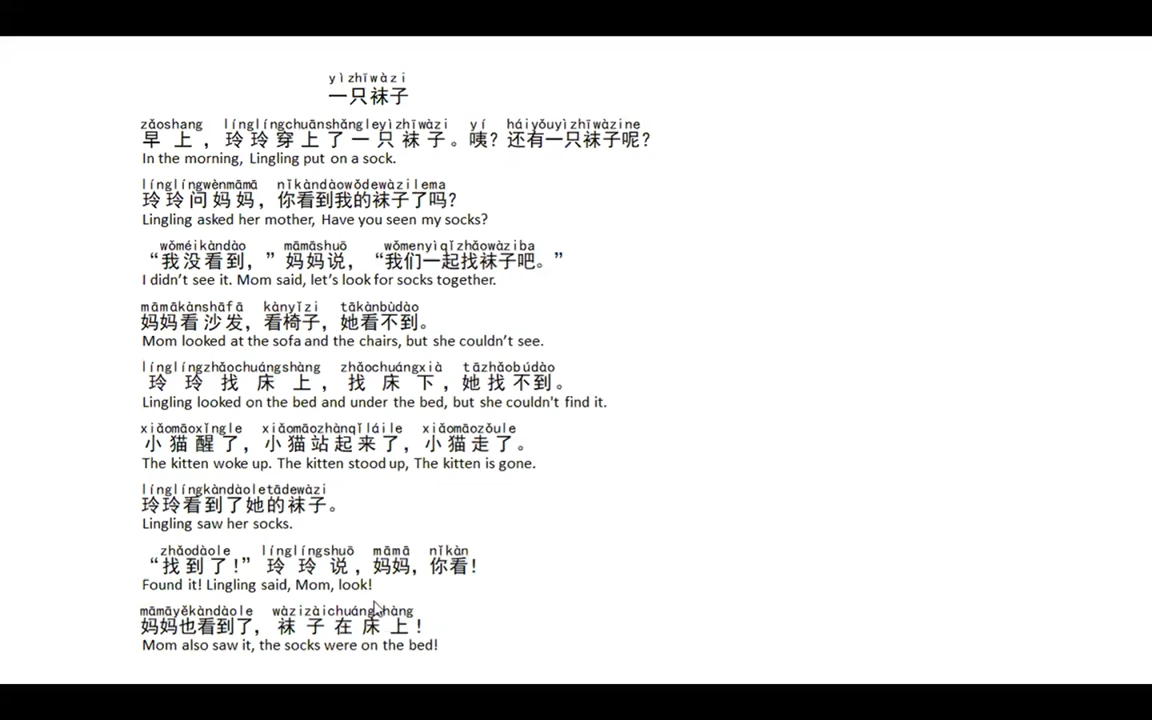 yìzhīwàzi
一只袜子
zǎoshang línglíngchuānshǎngleyìzhīwàzi yí háiyǒuyìzhīwàzine
早上，玲玲穿上了一只袜子。咦？还有一只袜子呢？
In the morning, Lingling put on a sock.
línglíngwènmāmā nǐkàndàowǒdewàzilema
玲玲问妈妈，你看到我的袜子了吗？
Lingling asked her mother, Have you seen my socks?
wǒméikàndào māmāshuō wǒmenyìqǐzhǎowàziba
“我没看到，”妈妈说，“我们一起找袜子吧。”
I didn’t see it. Mom said, let’s look for socks together.
māmākànshāfā kànyǐzi tākànbùdào
妈妈看沙发，看椅子，她看不到。
Mom looked at the sofa and the chairs, but she couldn’t see.
línglíngzhǎochuángshàng zhǎochuángxià tāzhǎobúdào
玲玲找床上，找床下，她找不到。
Lingling looked on the bed and under the bed, but she couldn't find it.
xiǎomāoxǐngle xiǎomāozhànqǐláile xiǎomāozǒule
小猫醒了，小猫站起来了，小猫走了。
The kitten woke up. The kitten stood up, The kitten is gone.
línglíngkàndàoletādewàzi
玲玲看到了她的袜子。
Lingling saw her socks.
zhǎodàole línglíngshuō māmā nǐkàn
“找到了！”玲玲说，妈妈，你看！
Found it! Lingling said, Mom, look!
māmāyěkàndàole wàzizàichuángshàng
妈妈也看到了，袜子在床上！
Mom also saw it, the socks were on the bed!